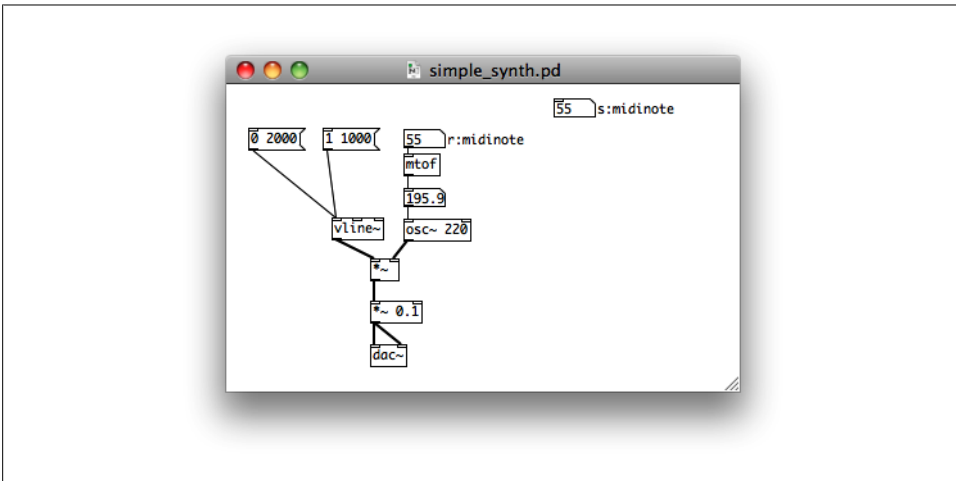 simple_synth.pd
55 s:midinote
0 2000 1 1000 55 r:midinote
mtof
195.9
vline~ osc~ 220
*~
*~ 0.1
dac~